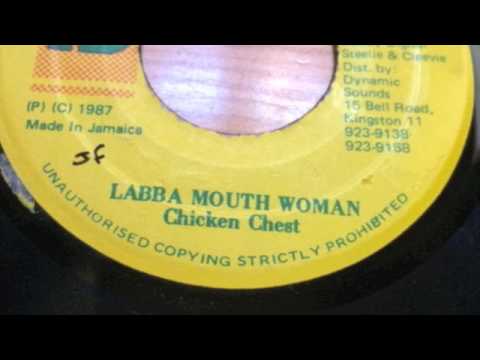 Steelie & Clevie
Dist. by:
Dynamic
Sounds
15 Bell Road,
Kingston 11
923-9138
923-9168
(P) (C) 1987
Made In Jamaica
sf
LABBA MOUTH WOMAN
Chicken Chest
UNAUTHORISED COPYING STRICTLY PROHIBITED